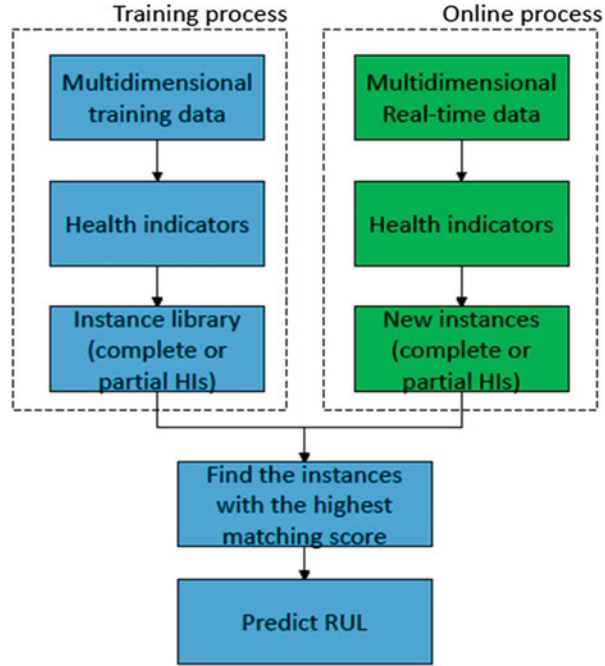 Training process
Multidimensional
training data
Health indicators
Instance library
(complete or
partial HIs)
Online process
Multidimensional
Real-time data
Health indicators
New instances
(complete or
partial HIs)
Find the instances
with the highest
matching score
Predict RUL